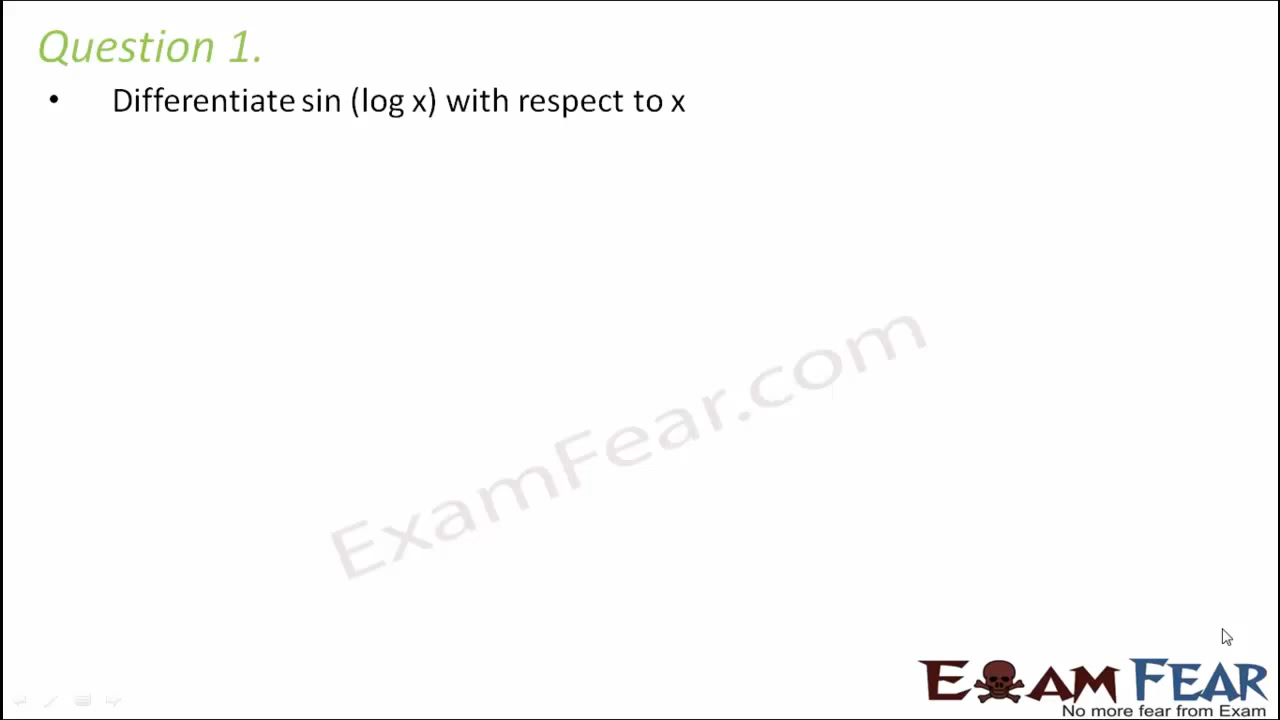 Question 1.
• Differentiate sin (log x) with respect to x
ExamFear.com
EXAM FEAR
No more fear from Exam